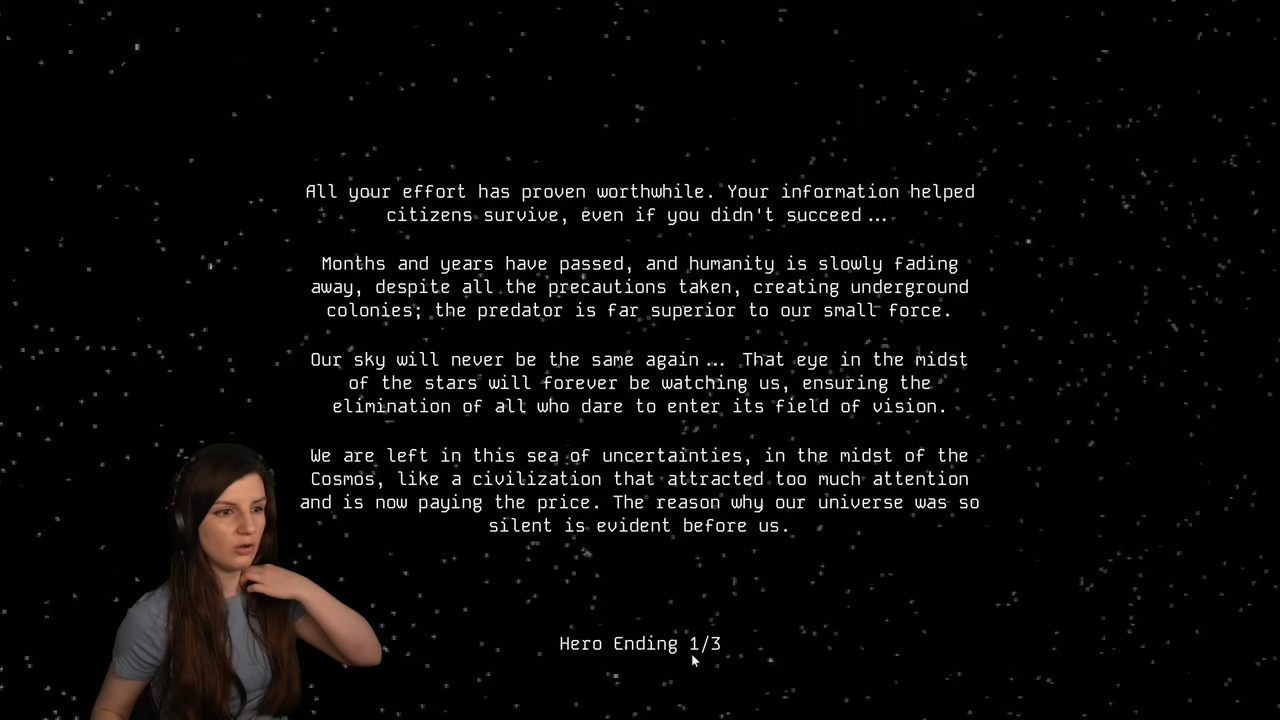 All your effort has proven worthwhile. Your information helped
citizens survive, even if you didn't succeed...
Months and years have passed, and humanity is slowly fading
away, despite all the precautions taken, creating underground
colonies; the predator is far superior to our small force.
Our sky will never be the same again... That eye in the midst
of the stars will forever be watching us, ensuring the
elimination of all who dare to enter its field of vision.
We are left in this sea of uncertainties, in the midst of the
Cosmos, like a civilization that attracted too much attention
and is now paying the price. The reason why our universe was so
silent is evident before us.
Hero Ending 1/3